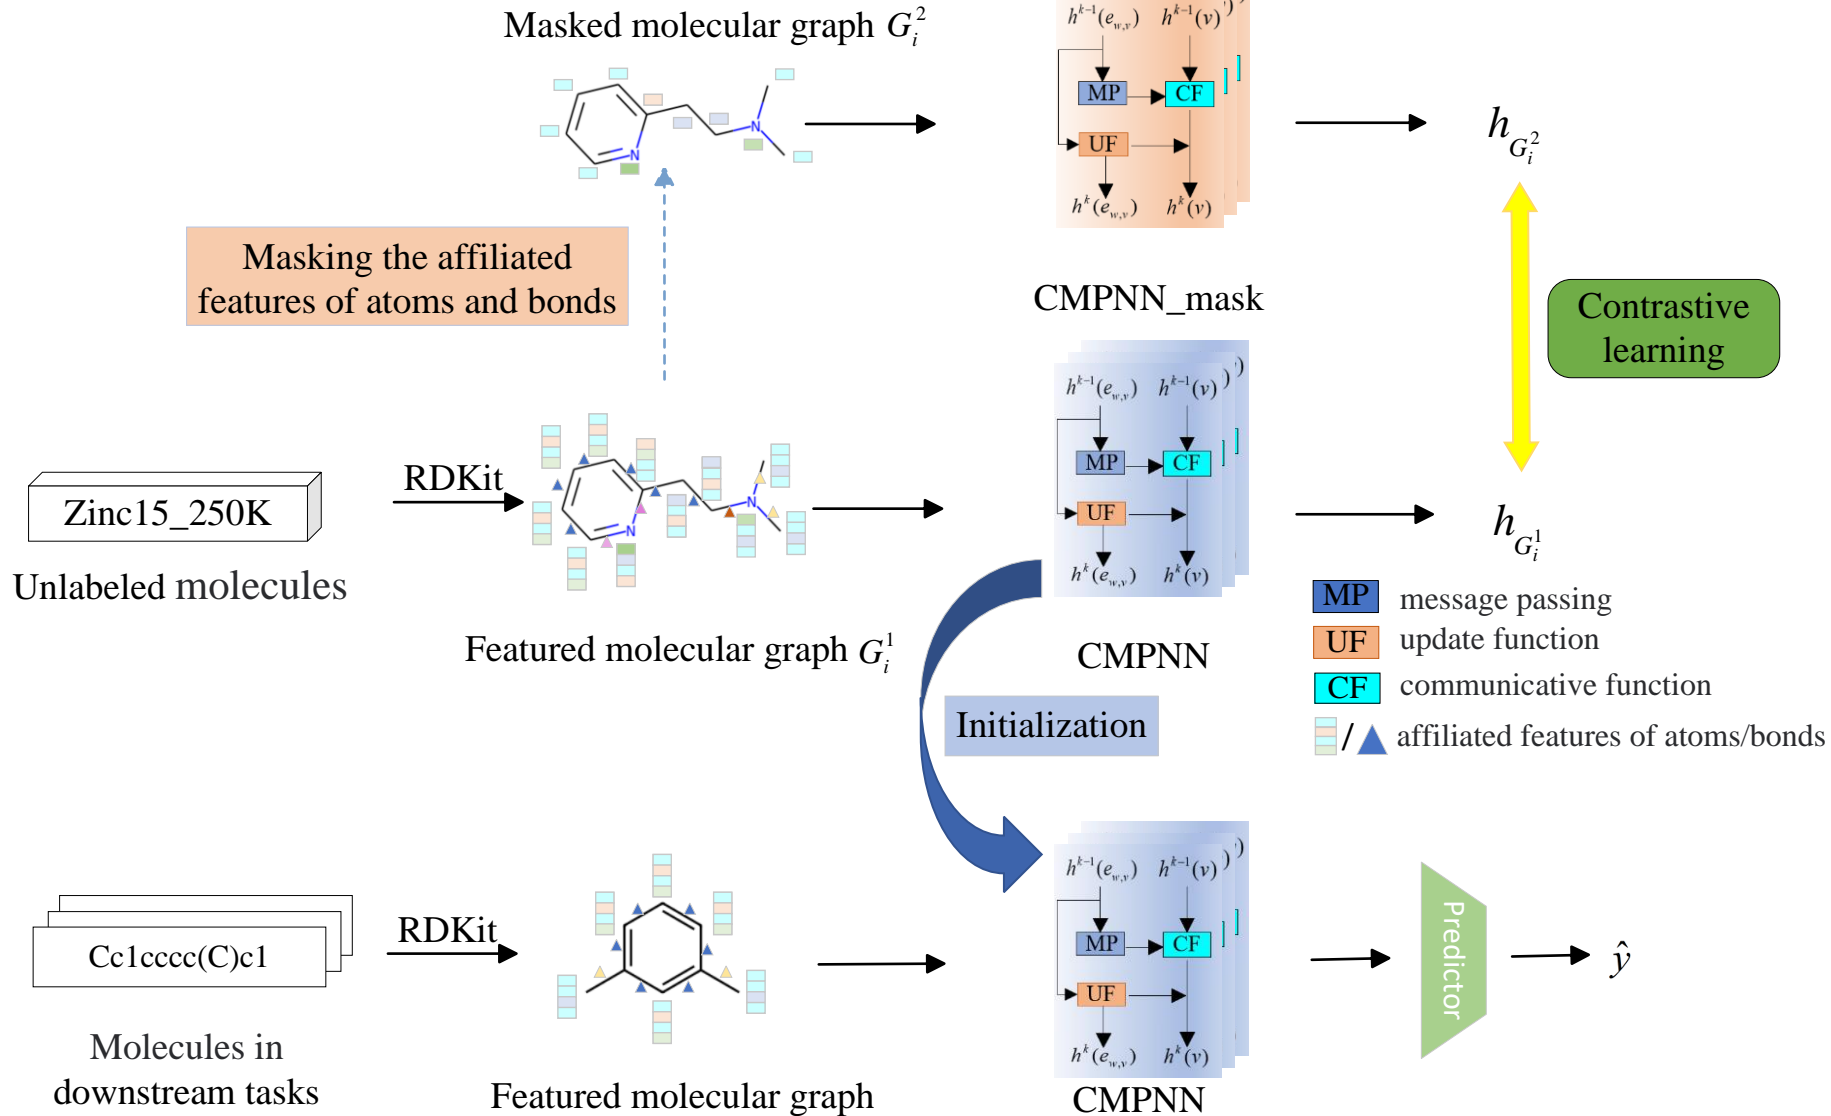 Masked molecular graph G_i^2
h^{k-1}(e_{w,v}) h^{k-1}(v) )
N
N
MP CF
UF
h^k(e_{w,v}) h^k(v)
h_{G_i^2}
Masking the affiliated
features of atoms and bonds
CMPNN_mask
Contrastive
learning
Zinc15_250K
Unlabeled molecules
RDKit
N
N
Featured molecular graph G_i^1
h^{k-1}(e_{w,v}) h^{k-1}(v) )
MP CF
UF
h^k(e_{w,v}) h^k(v)
CMPNN
h_{G_i^1}
MP message passing
UF update function
CF communicative function
/ affiliated features of atoms/bonds
Initialization
Cc1cccc(C)c1
Molecules in
downstream tasks
RDKit
Featured molecular graph
h^{k-1}(e_{w,v}) h^{k-1}(v) )
MP CF
UF
h^k(e_{w,v}) h^k(v)
CMPNN
Predictor
ŷ